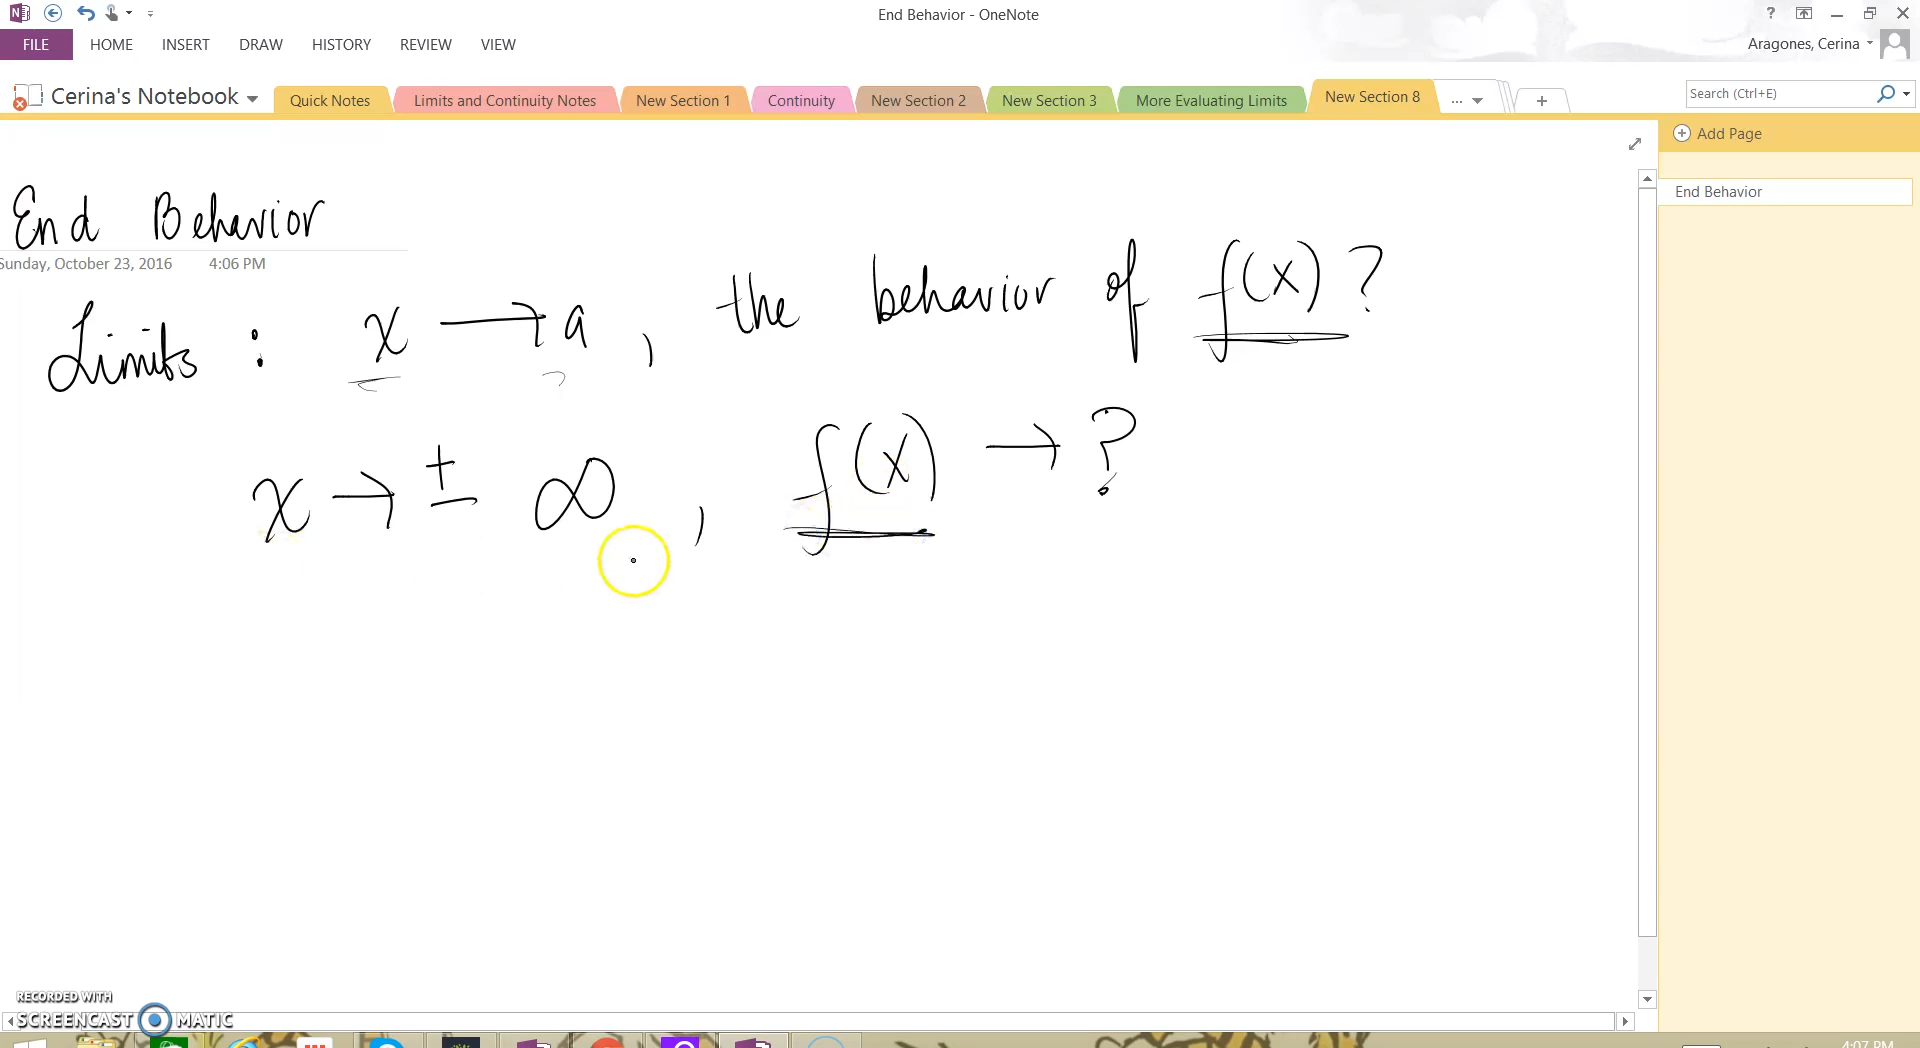 End Behavior - OneNote
?
FILE HOME INSERT DRAW HISTORY REVIEW VIEW
Aragones, Cerina
Cerina's Notebook Quick Notes Limits and Continuity Notes New Section 1 Continuity New Section 2 New Section 3 More Evaluating Limits New Section 8 ... +
Search (Ctrl+E)
Add Page
End Behavior
End Behavior
Sunday, October 23, 2016 4:06 PM
Limits : x → a , the behavior of f(x) ?
x → ± ∞ , f(x) → ?
RECORDED WITH
SCREENCAST MATIC
4:07 PM